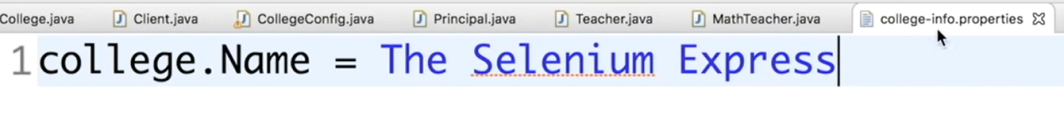 College.java Client.java CollegeConfig.java Principal.java Teacher.java MathTeacher.java college-info.properties
1 college.Name = The Selenium Express